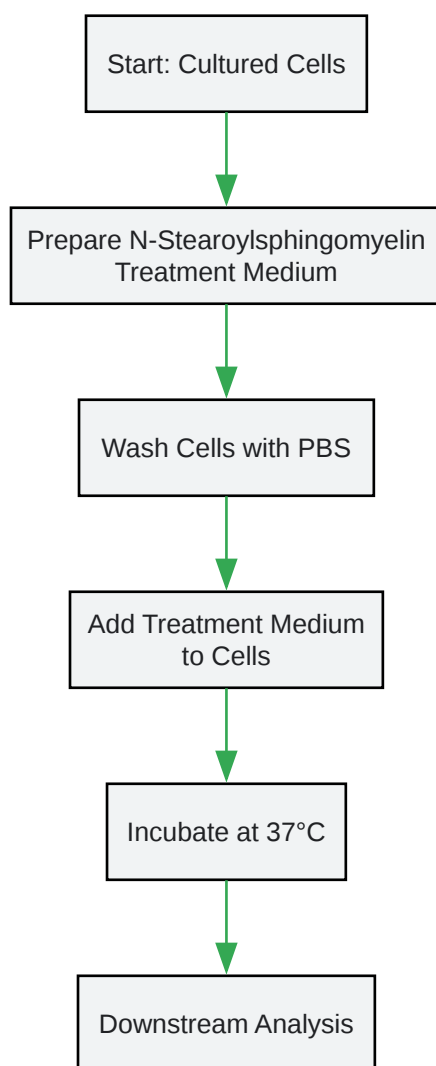 Start: Cultured Cells
Prepare N-Stearoylsphingomyelin
Treatment Medium
Wash Cells with PBS
Add Treatment Medium
to Cells
Incubate at 37°C
Downstream Analysis